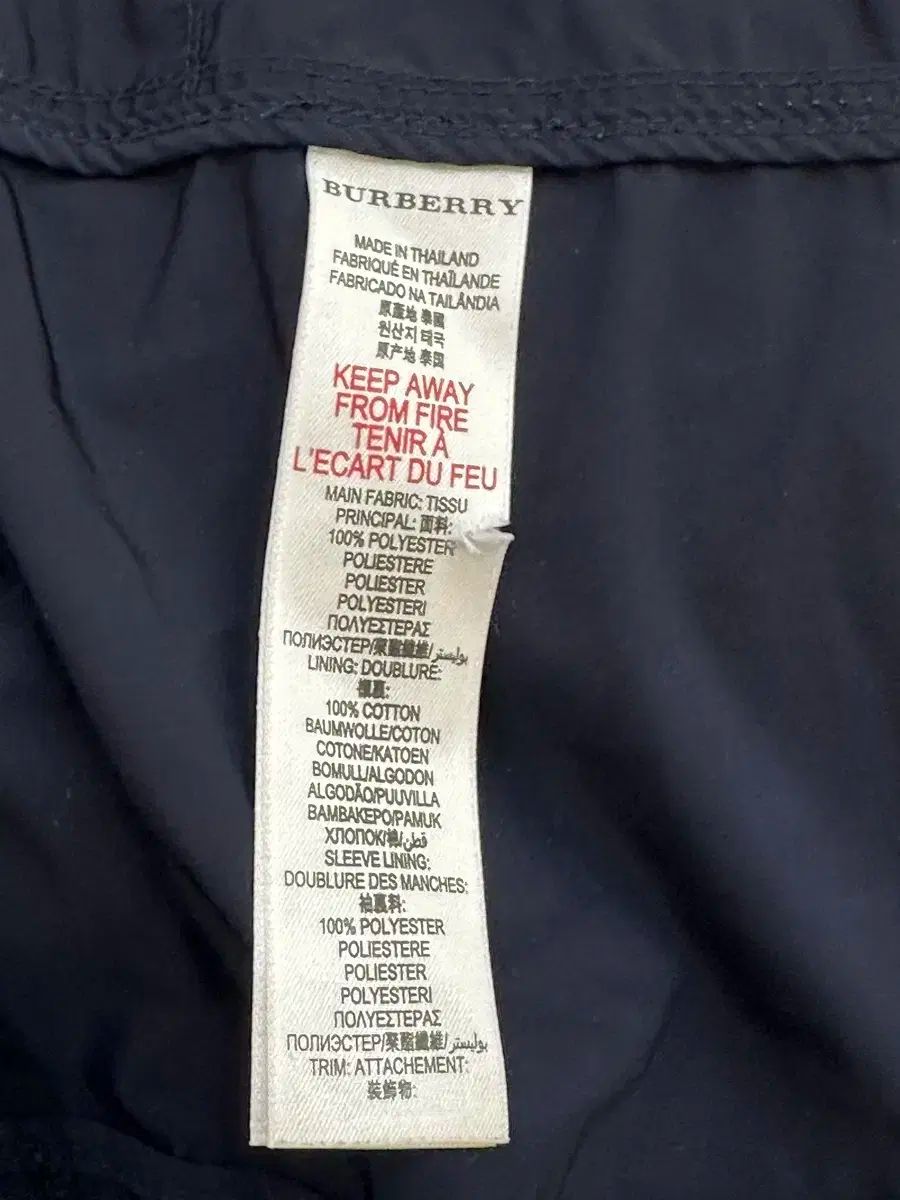 BURBERRY
MADE IN THAILAND
FABRIQUÉ EN THAÏLANDE
FABRICADO NA TAILÂNDIA
原產地 泰國
원산지 태국
原产地 泰国
KEEP AWAY
FROM FIRE
TENIR À
L'ECART DU FEU
MAIN FABRIC: TISSU
PRINCIPAL: 面料:
100% POLYESTER
POLIESTERE
POLIESTER
POLYESTERI
ΠΟΛΥΕΣΤΕΡΑΣ
ПОЛИЭСТЕР/聚酯纖維/بوليستر
LINING: DOUBLURE:
裡裏:
100% COTTON
BAUMWOLLE/COTON
COTONE/KATOEN
BOMULL/ALGODON
ALGODÃO/PUUVILLA
ΒΑΜΒΑΚΕΡΟ/PAMUK
ХЛОПОК/棉/قطن
SLEEVE LINING:
DOUBLURE DES MANCHES:
袖裏料:
100% POLYESTER
POLIESTERE
POLIESTER
POLYESTERI
ΠΟΛΥΕΣΤΕΡΑΣ
ПОЛИЭСТЕР/聚酯纖維/بوليستر
TRIM: ATTACHEMENT:
裝飾物: